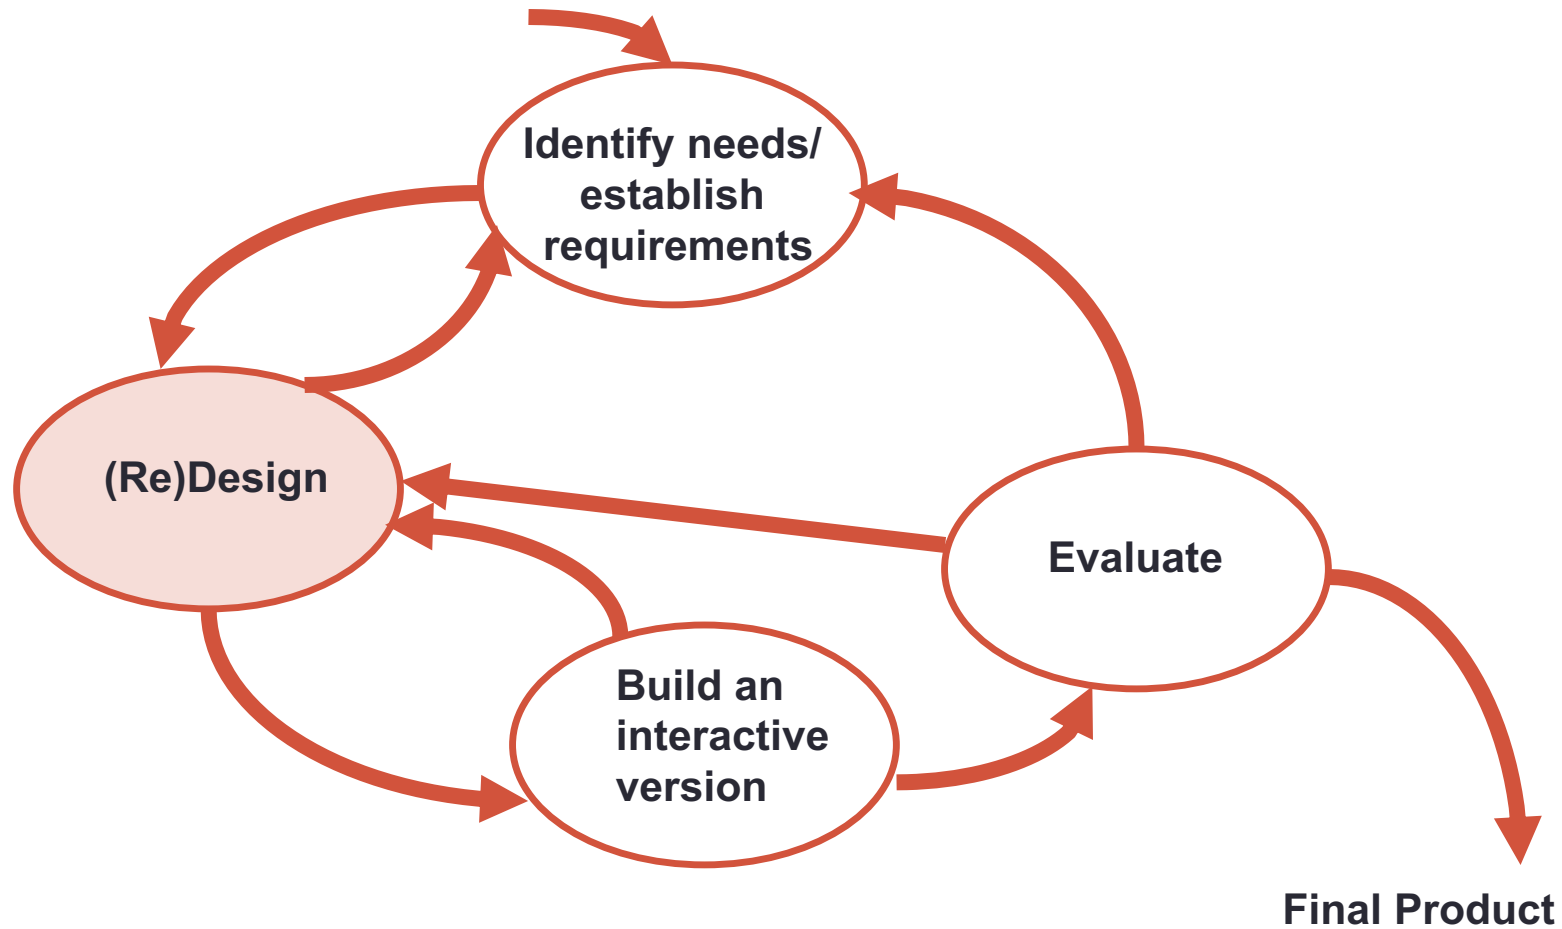 Identify needs/
establish
requirements
(Re)Design
Evaluate
Build an
interactive
version
Final Product